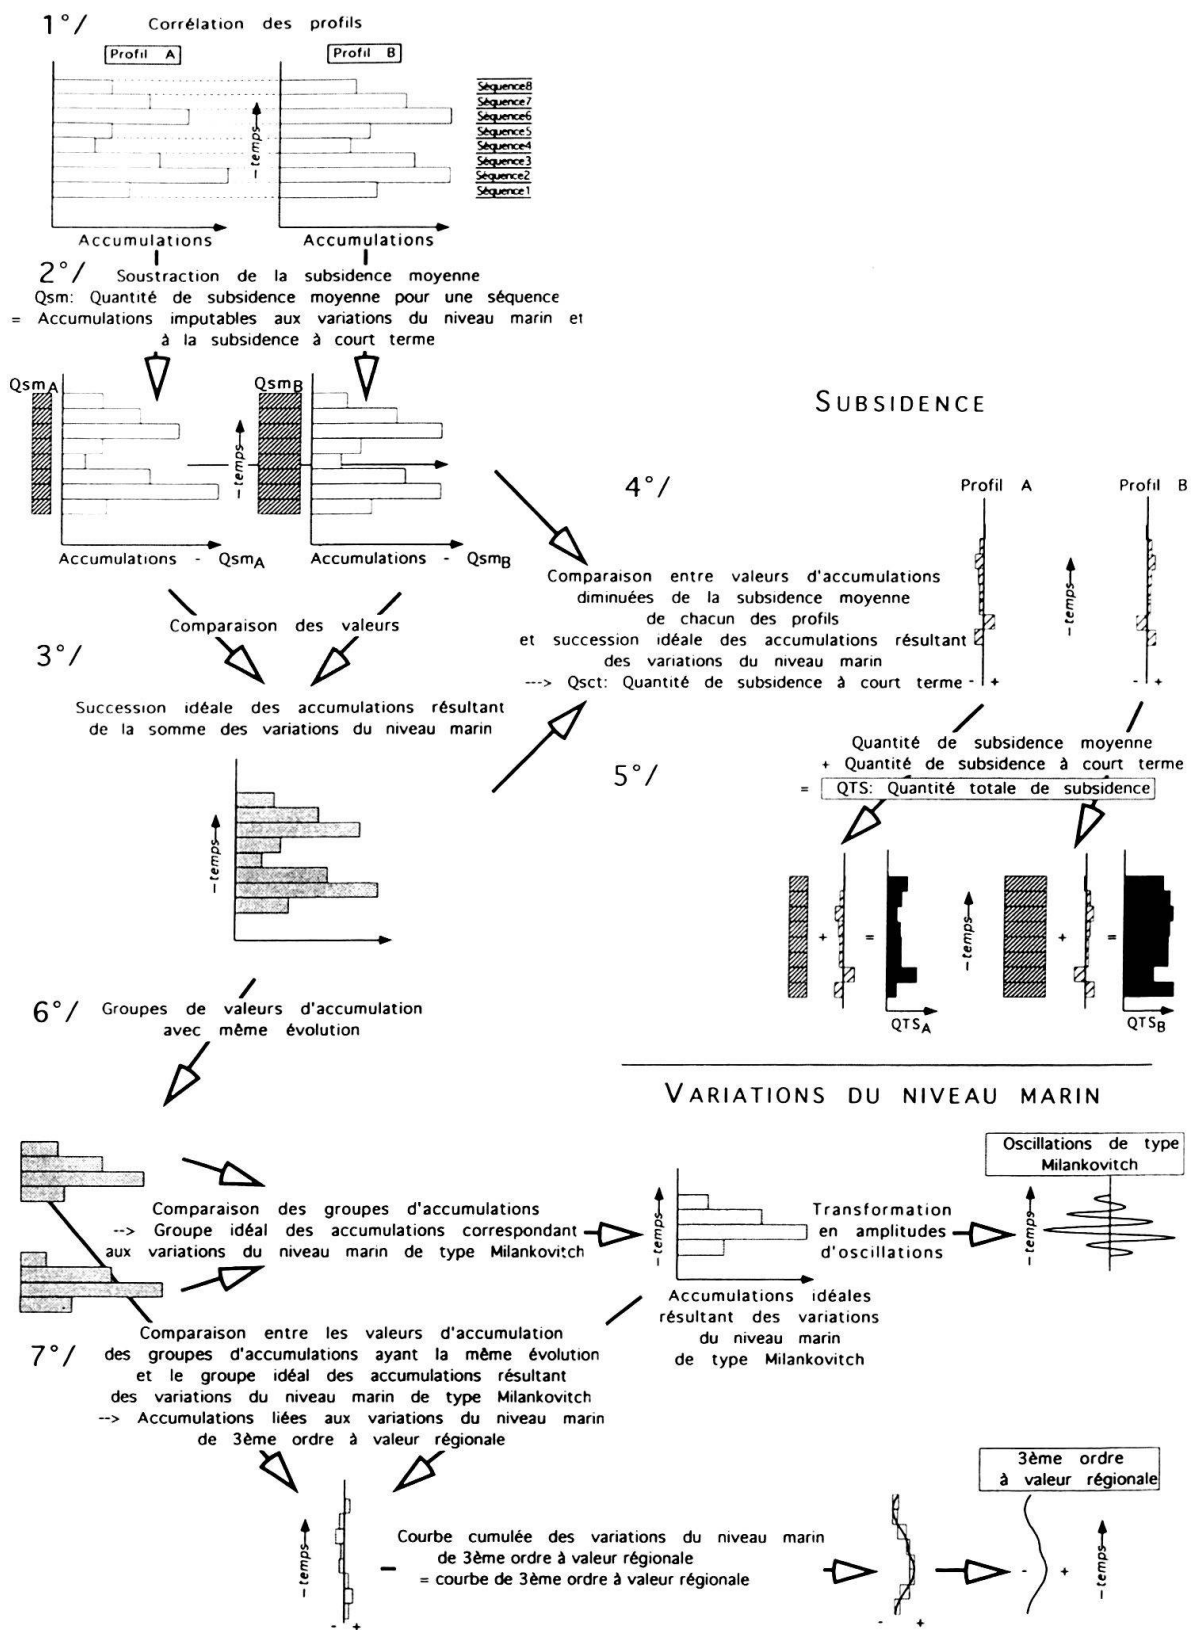 1°/ Corrélation des profils
Profil A
Profil B
Séquence8
Séquence7
Séquence6
Séquence5
Séquence4
Séquence3
Séquence2
Séquence1
temps
Accumulations
Accumulations
2°/ Soustraction de la subsidence moyenne
Qsm: Quantité de subsidence moyenne pour une séquence
= Accumulations imputables aux variations du niveau marin et
à la subsidence à court terme
QsmA
QsmB
temps
Accumulations - QsmA
Accumulations - QsmB
Comparaison des valeurs
3°/
Succession idéale des accumulations résultant
de la somme des variations du niveau marin
temps
SUBSIDENCE
4°/
Profil A
Profil B
temps
Comparaison entre valeurs d'accumulations
diminuées de la subsidence moyenne
de chacun des profils
et succession idéale des accumulations résultant
des variations du niveau marin
---> Qsct: Quantité de subsidence à court terme
- +
- +
5°/
Quantité de subsidence moyenne
+ Quantité de subsidence à court terme
= QTS: Quantité totale de subsidence
+ =
temps
+ =
QTSA
QTSB
6°/ Groupes de valeurs d'accumulation
avec même évolution
VARIATIONS DU NIVEAU MARIN
Comparaison des groupes d'accumulations
--> Groupe idéal des accumulations correspondant
aux variations du niveau marin de type Milankovitch
temps
Accumulations idéales
résultant des variations
du niveau marin
de type Milankovitch
Transformation
en amplitudes
d'oscillations
Oscillations de type
Milankovitch
temps
7°/
Comparaison entre les valeurs d'accumulation
des groupes d'accumulations ayant la même évolution
et le groupe idéal des accumulations résultant
des variations du niveau marin de type Milankovitch
--> Accumulations liées aux variations du niveau marin
de 3ème ordre à valeur régionale
temps
- +
Courbe cumulée des variations du niveau marin
de 3ème ordre à valeur régionale
= courbe de 3ème ordre à valeur régionale
- +
3ème ordre
à valeur régionale
- +
temps